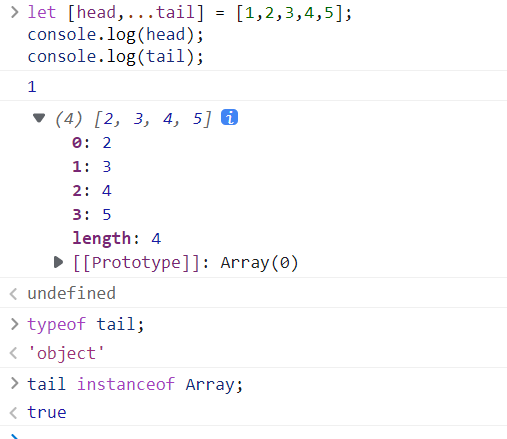 > let [head,...tail] = [1,2,3,4,5];
console.log(head);
console.log(tail);
1
▼ (4) [2, 3, 4, 5] i
0: 2
1: 3
2: 4
3: 5
length: 4
▶ [[Prototype]]: Array(0)
< undefined
> typeof tail;
< 'object'
> tail instanceof Array;
< true
>